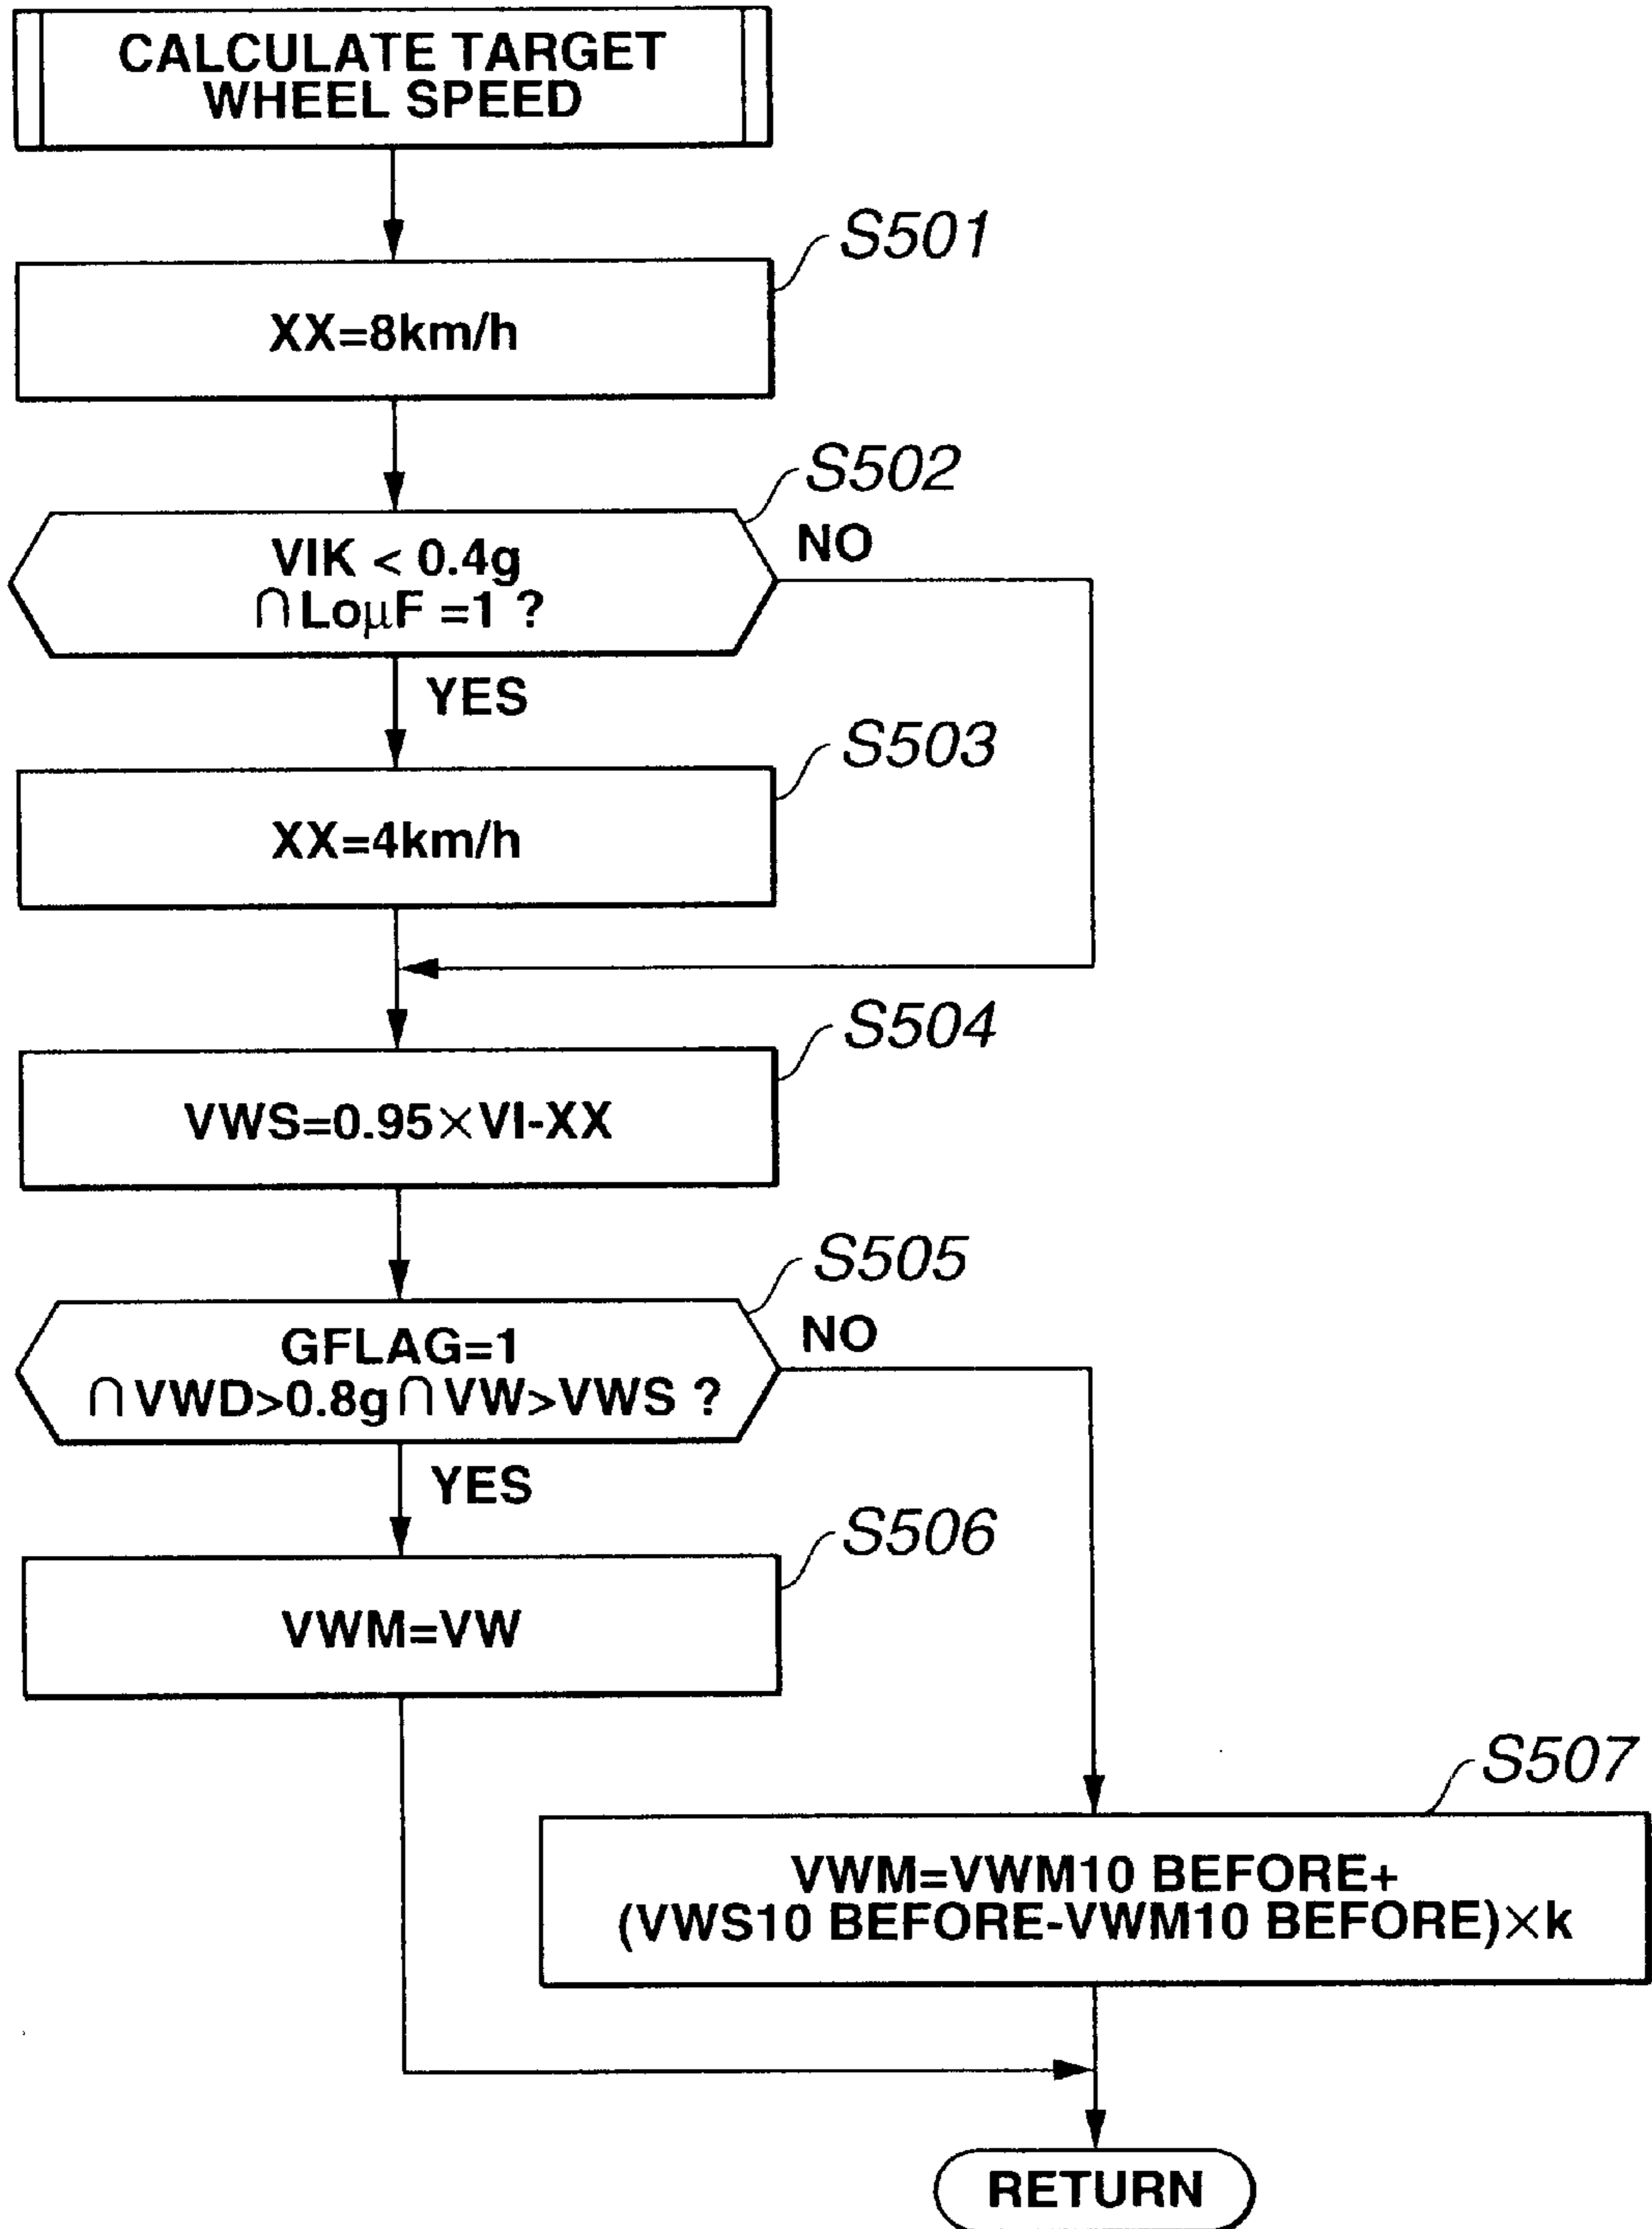 CALCULATE TARGET
WHEEL SPEED
S501
XX=8km/h
S502
VIK < 0.4g
∩LoμF =1 ?
NO
YES
S503
XX=4km/h
S504
VWS=0.95×VI-XX
S505
GFLAG=1
∩VWD>0.8g∩VW>VWS ?
NO
YES
S506
VWM=VW
S507
VWM=VWM10 BEFORE+
(VWS10 BEFORE-VWM10 BEFORE)×k
RETURN